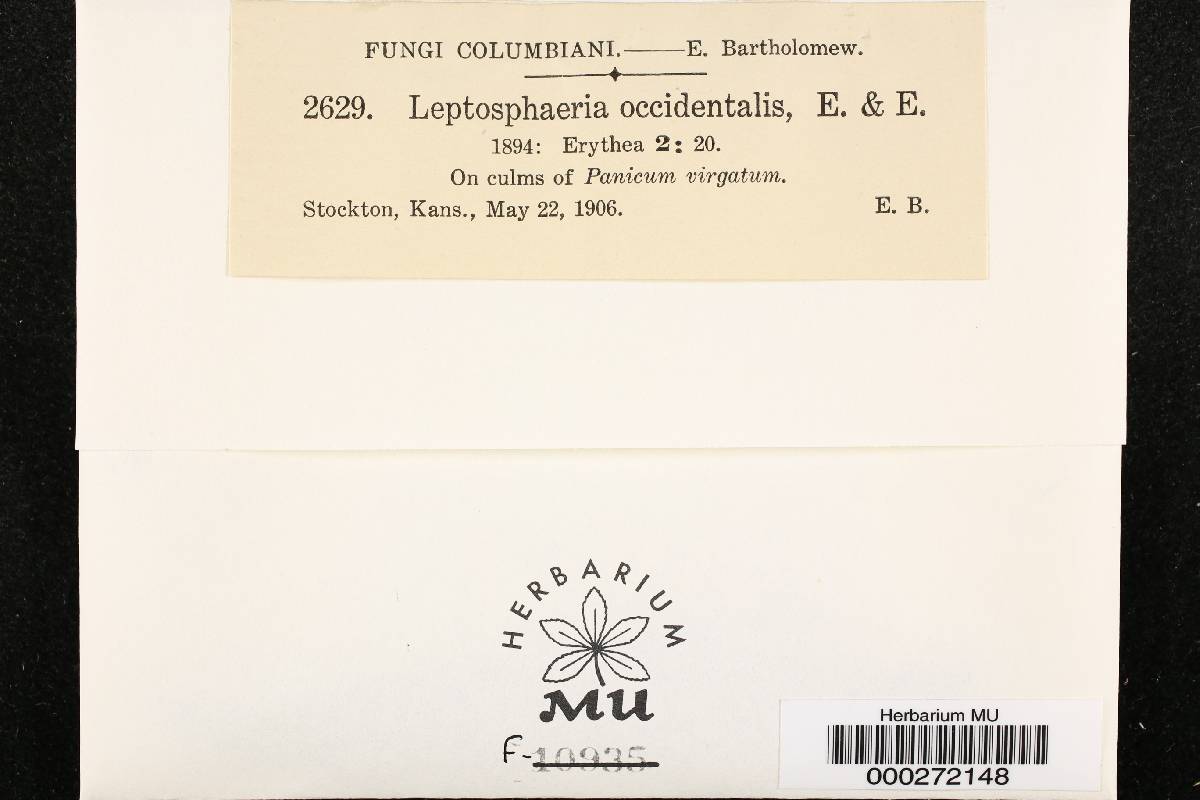 FUNGI COLUMBIANI.——E. Bartholomew.
2629. Leptosphaeria occidentalis, E. & E.
1894: Erythea 2: 20.
On culms of Panicum virgatum.
Stockton, Kans., May 22, 1906. E. B.
HERBARIUM
MU
F-10935
Herbarium MU
000272148